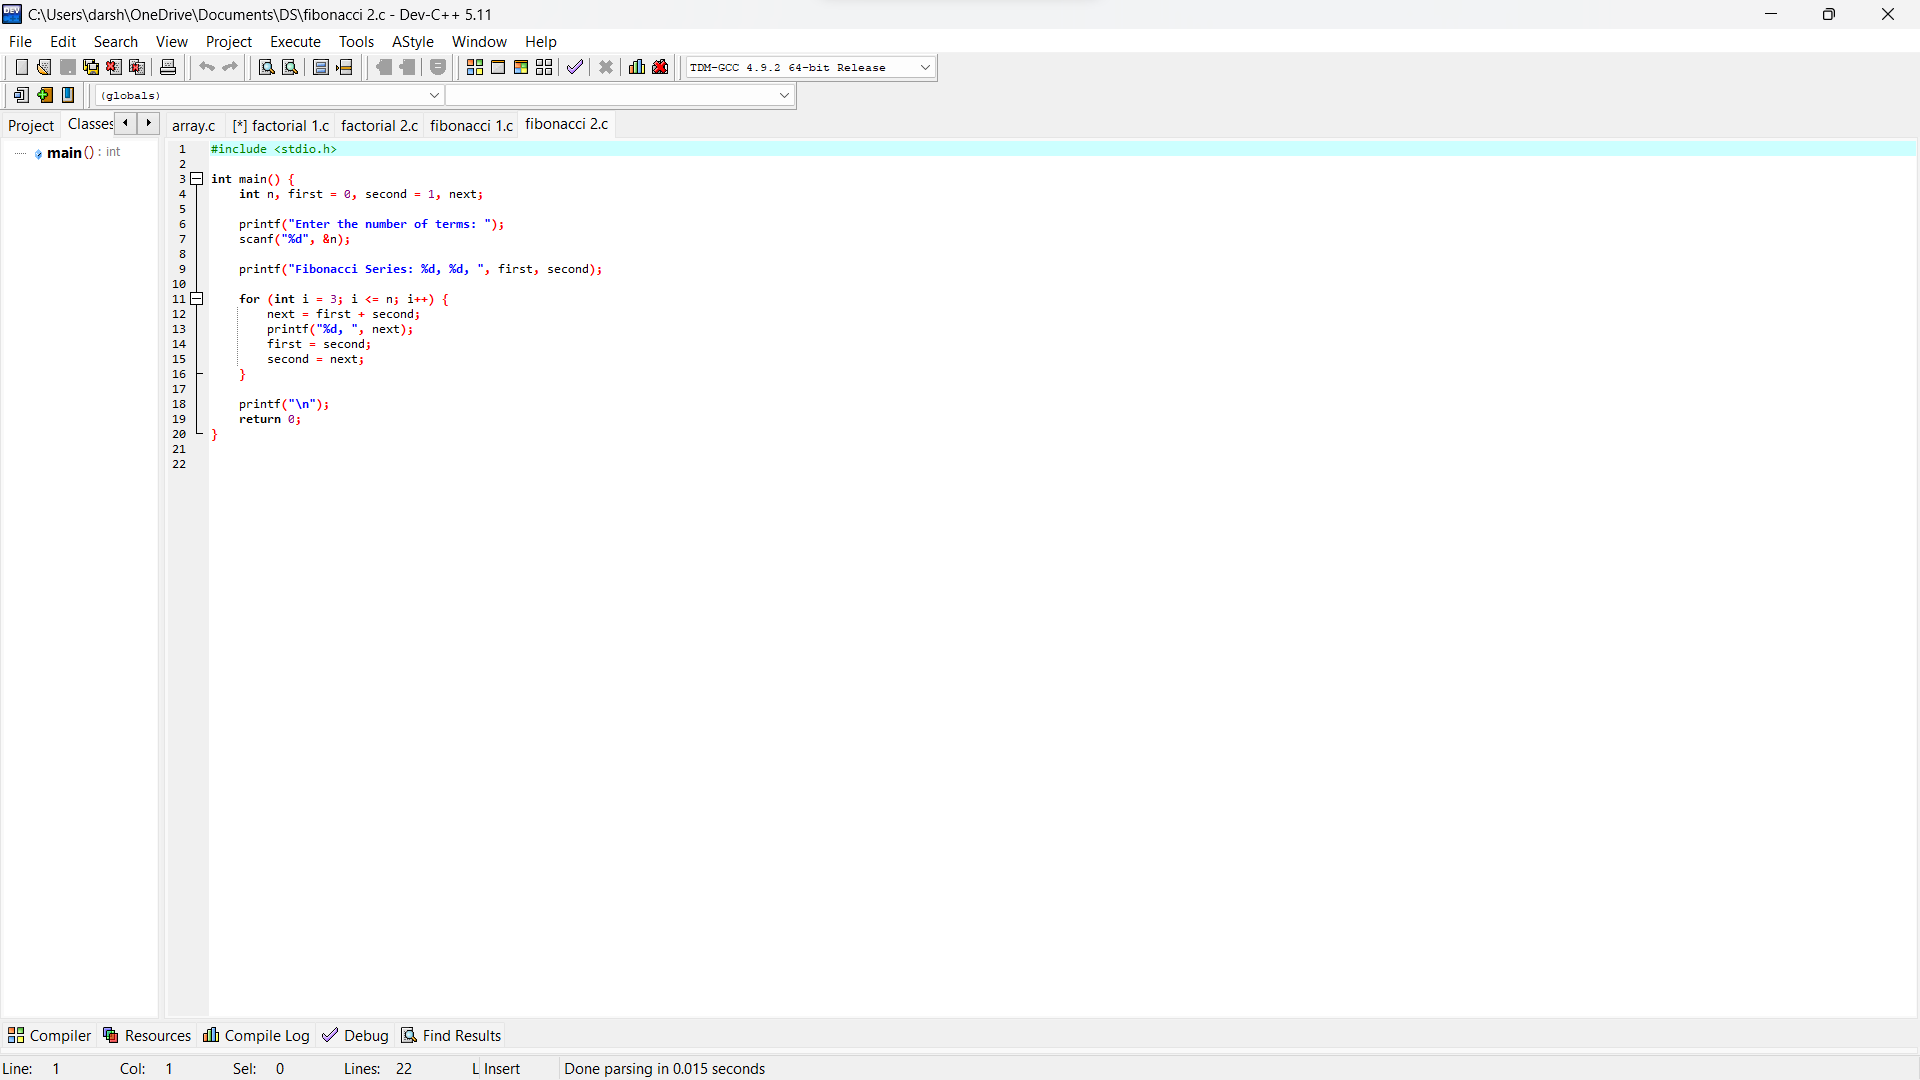 C:\Users\darsh\OneDrive\Documents\DS\fibonacci 2.c - Dev-C++ 5.11
File Edit Search View Project Execute Tools AStyle Window Help
TDM-GCC 4.9.2 64-bit Release
(globals)
Project Classes array.c [*] factorial 1.c factorial 2.c fibonacci 1.c fibonacci 2.c
main () : int
1 #include <stdio.h>
2
3 int main() {
4 int n, first = 0, second = 1, next;
5
6 printf("Enter the number of terms: ");
7 scanf("%d", &n);
8
9 printf("Fibonacci Series: %d, %d, ", first, second);
10
11 for (int i = 3; i <= n; i++) {
12 next = first + second;
13 printf("%d, ", next);
14 first = second;
15 second = next;
16 }
17
18 printf("\n");
19 return 0;
20 }
21
22
Compiler Resources Compile Log Debug Find Results
Line: 1 Col: 1 Sel: 0 Lines: 22 L Insert Done parsing in 0.015 seconds